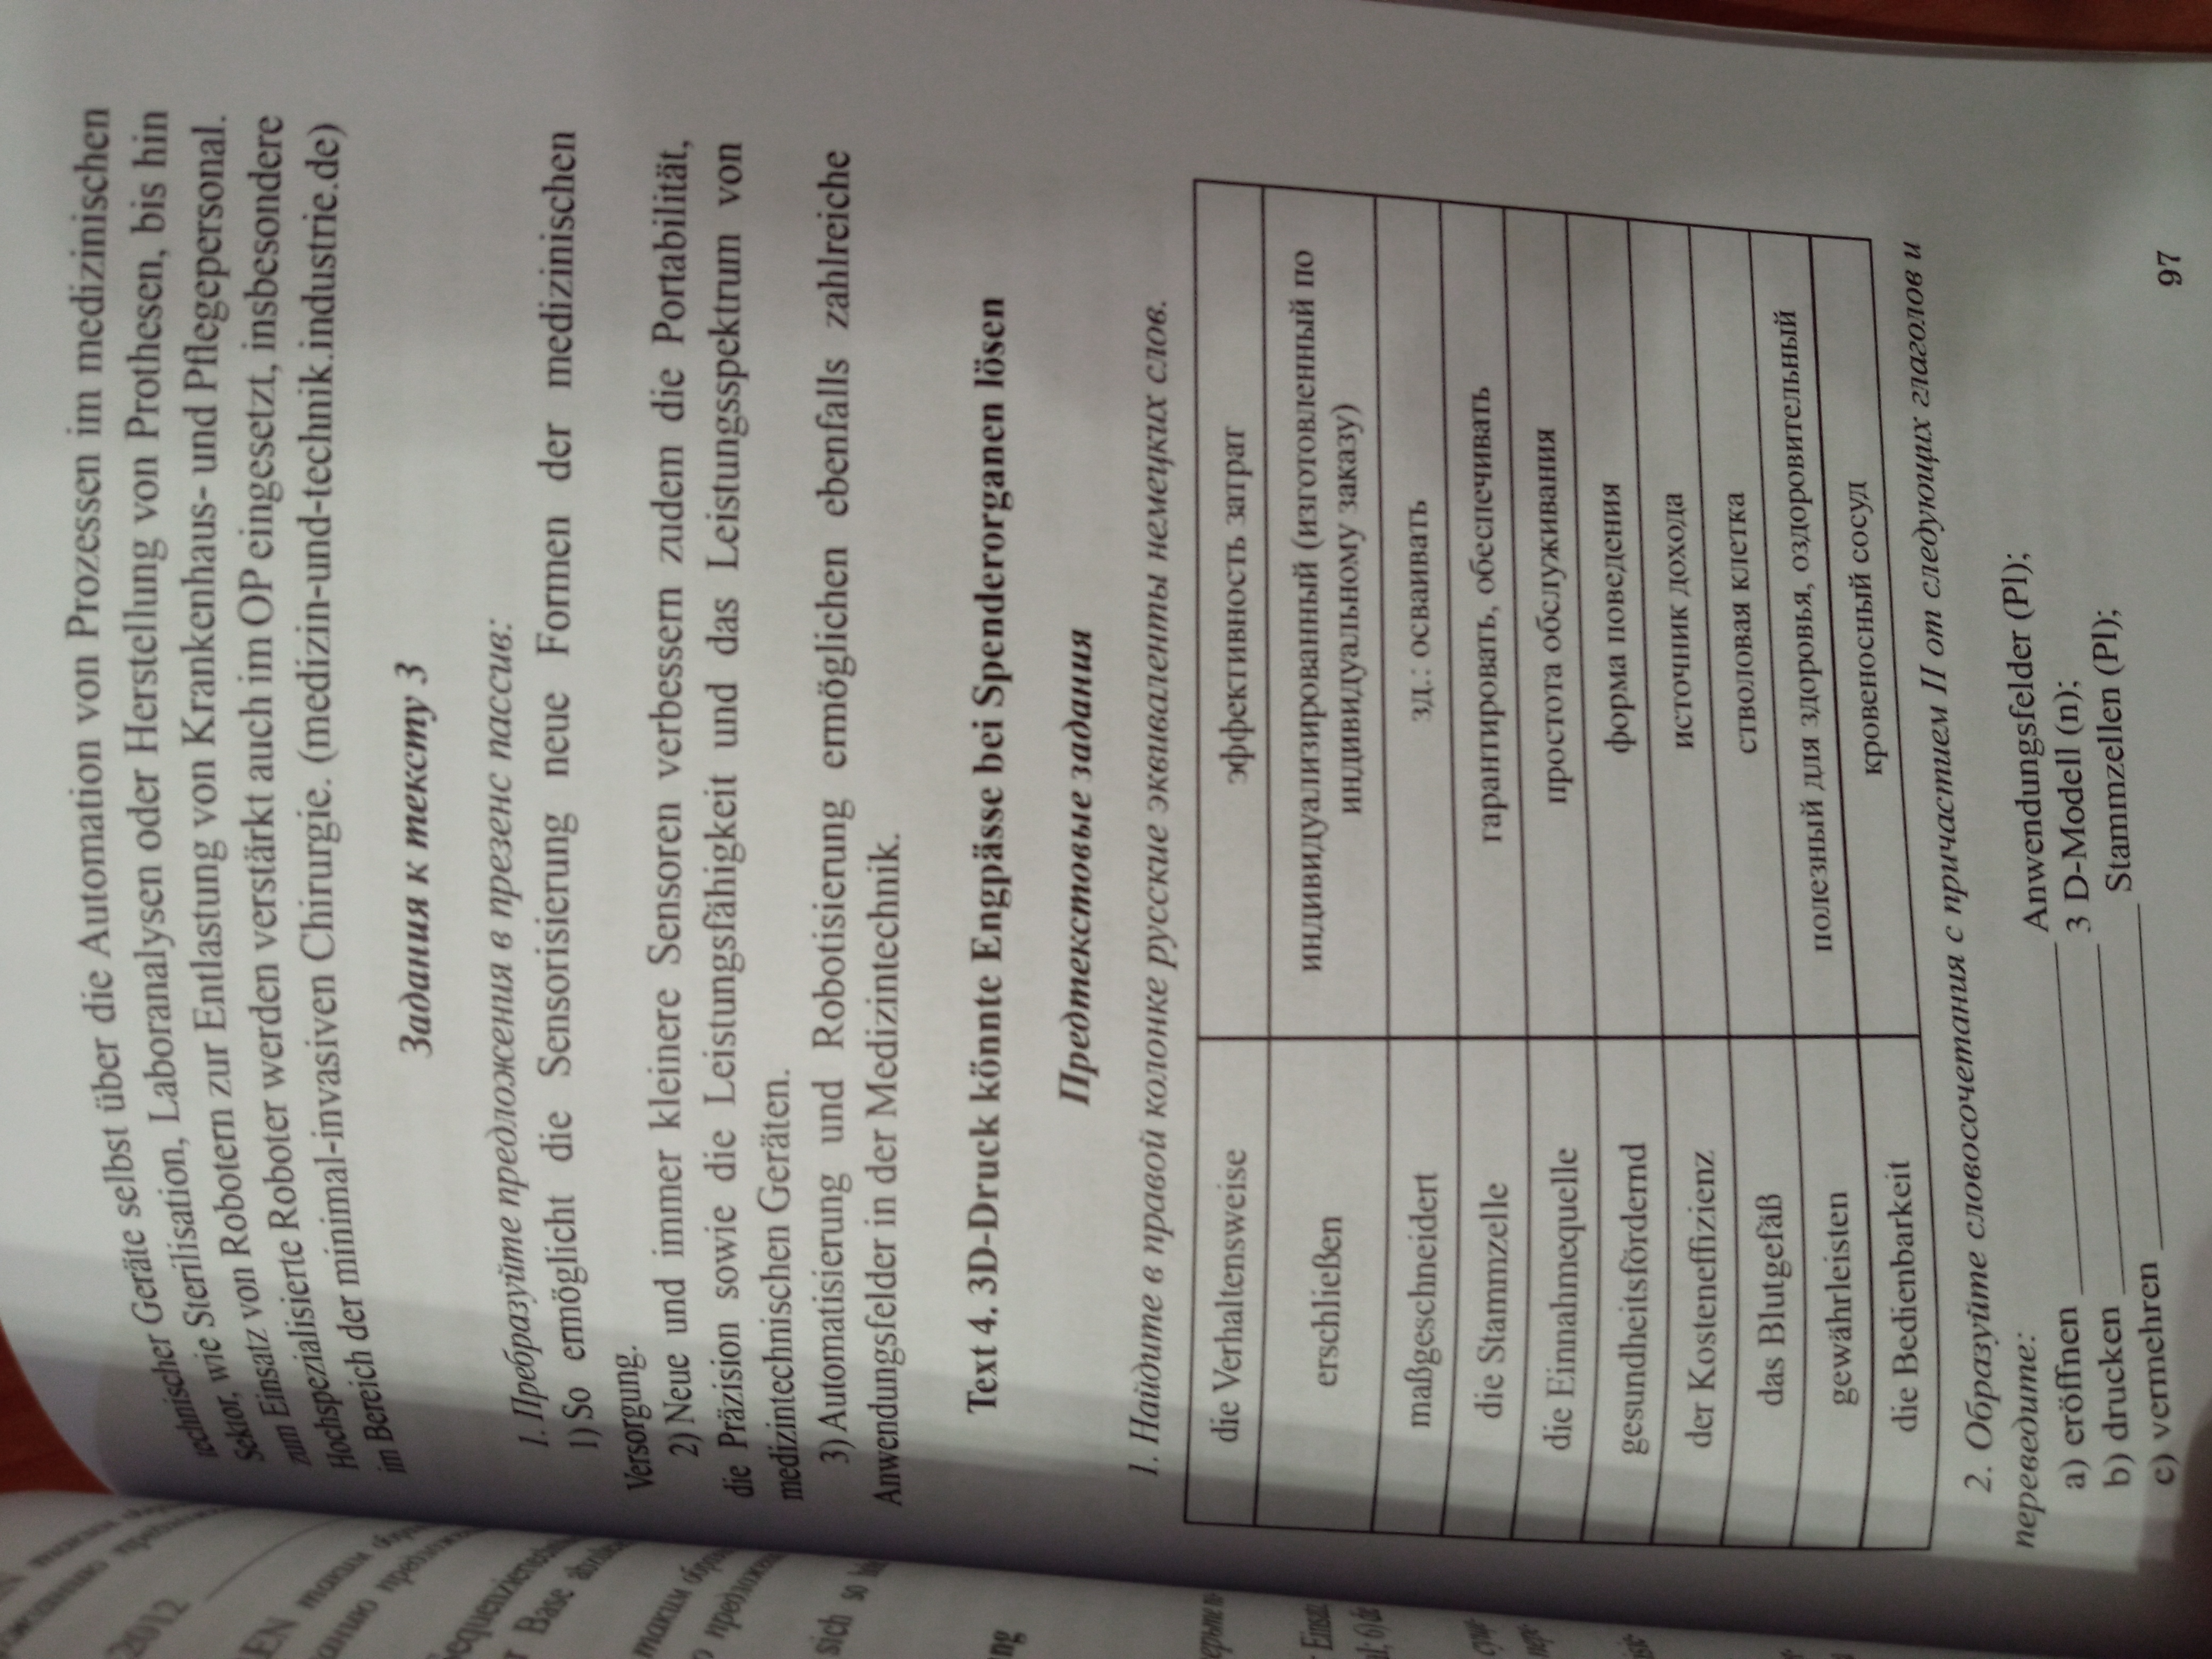 technischer Geräte selbst über die Automation von Prozessen im medizinischen
Sektor, wie Sterilisation, Laboranalysen oder Herstellung von Prothesen, bis hin
zum Einsatz von Robotern zur Entlastung von Krankenhaus- und Pflegepersonal.
Hochspezialisierte Roboter werden verstärkt auch im OP eingesetzt, insbesondere
im Bereich der minimal-invasiven Chirurgie. (medizin-und-technik.industrie.de)
Задания к тексту 3
1. Пребразуйте предложения в презенс пассив:
1) So ermöglicht die Sensorisierung neue Formen der medizinischen
Versorgung.
2) Neue und immer kleinere Sensoren verbessern zudem die Portabilität,
die Präzision sowie die Leistungsfähigkeit und das Leistungsspektrum von
medizintechnischen Geräten.
3) Automatisierung und Robotisierung ermöglichen ebenfalls zahlreiche
Anwendungsfelder in der Medizintechnik.
Text 4. 3D-Druck könnte Engpässe bei Spenderorganen lösen
Предтекстовые задания
1. Найдите в правой колонке русские эквиваленты немецких слов.
die Verhaltensweise
эффективность затрат
erschließen
индивидуализированный (изготовленный по
индивидуальному заказу)
maßgeschneidert
зд.: осваивать
die Stammzelle
гарантировать, обеспечивать
die Einnahmequelle
простота обслуживания
gesundheitsfördernd
форма поведения
der Kosteneffizienz
источник дохода
das Blutgefäß
стволовая клетка
gewährleisten
полезный для здоровья, оздоровительный
die Bedienbarkeit
кровеносный сосуд
2. Образуйте словосочетания с причастием II от следующих глаголов и
переведите:
a) eröffnen ____________________ Anwendungsfelder (Pl);
b) drucken ____________________ 3 D-Modell (n);
c) vermehren ____________________ Stammzellen (Pl);
97